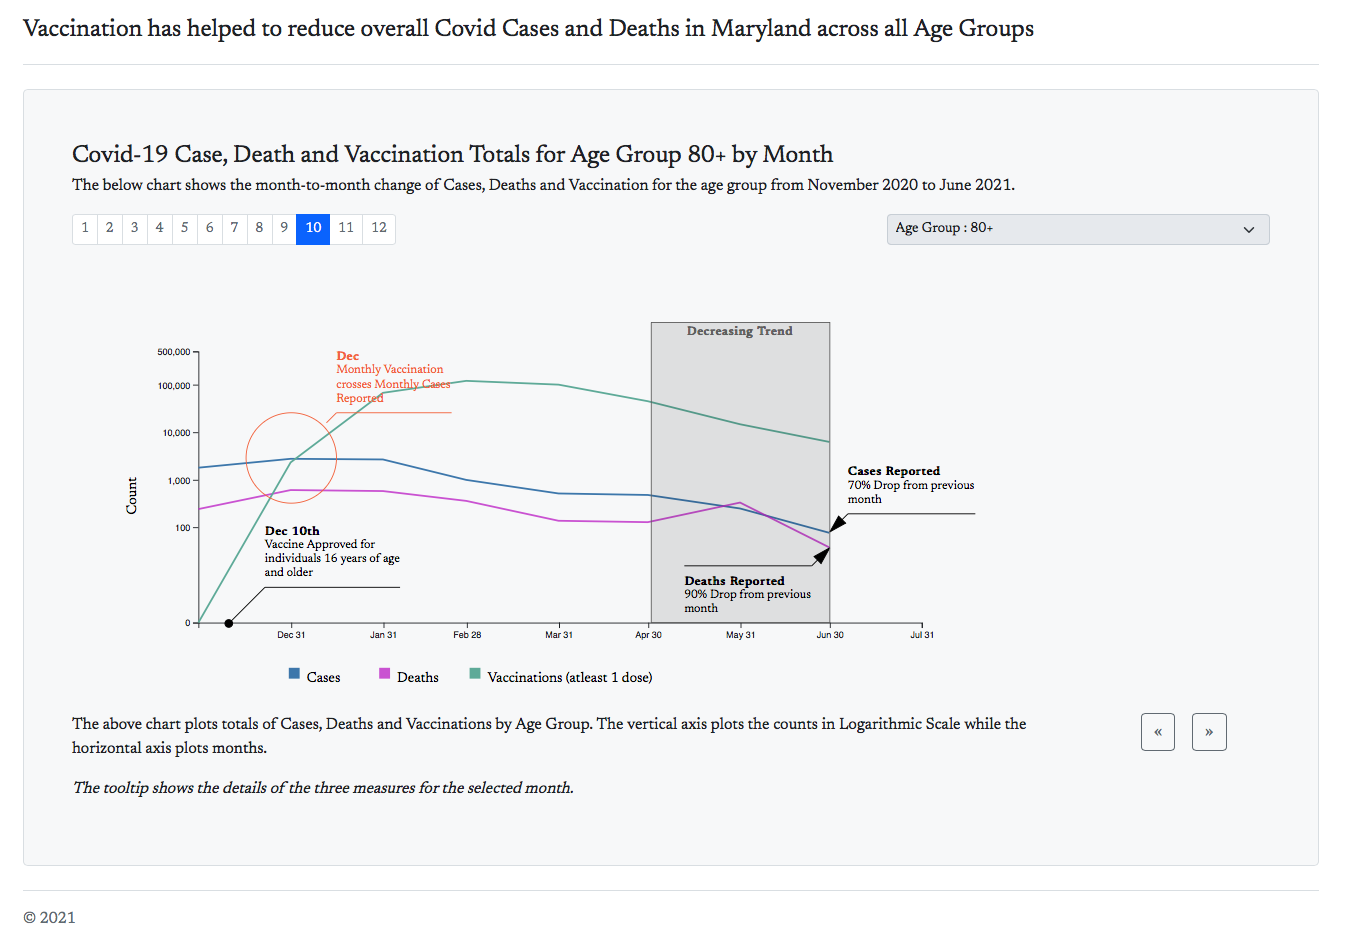 Vaccination has helped to reduce overall Covid Cases and Deaths in Maryland across all Age Groups
Covid-19 Case, Death and Vaccination Totals for Age Group 80+ by Month
The below chart shows the month-to-month change of Cases, Deaths and Vaccination for the age group from November 2020 to June 2021.
1 2 3 4 5 6 7 8 9 10 11 12
Age Group : 80+
Decreasing Trend
500,000
100,000
10,000
1,000
100
0
Count
Dec
Monthly Vaccination
crosses Monthly Cases
Reported
Dec 10th
Vaccine Approved for
individuals 16 years of age
and older
Cases Reported
70% Drop from previous
month
Deaths Reported
90% Drop from previous
month
Dec 31 Jan 31 Feb 28 Mar 31 Apr 30 May 31 Jun 30 Jul 31
Cases Deaths Vaccinations (atleast 1 dose)
The above chart plots totals of Cases, Deaths and Vaccinations by Age Group. The vertical axis plots the counts in Logarithmic Scale while the
horizontal axis plots months.
« »
The tooltip shows the details of the three measures for the selected month.
© 2021